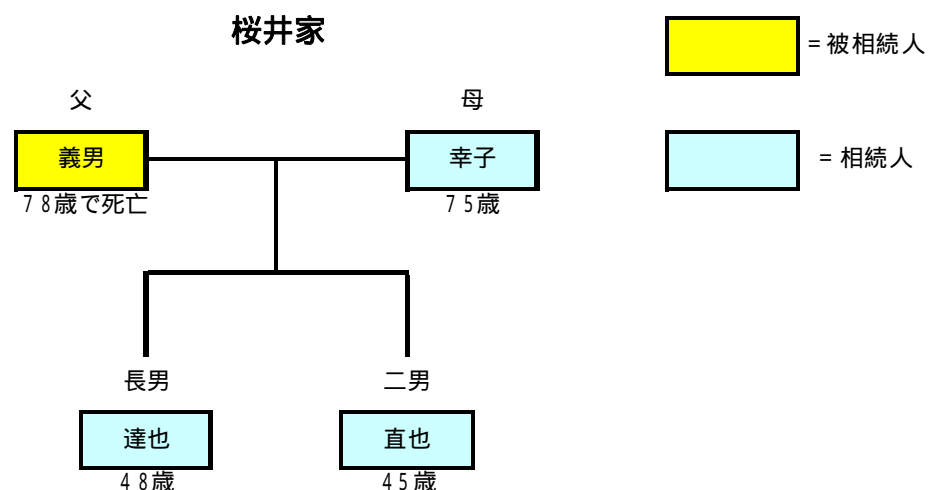 桜井家
=被相続人
父
母
義男
幸子
=相続人
78歳で死亡
75歳
長男
二男
達也
直也
48歳
45歳